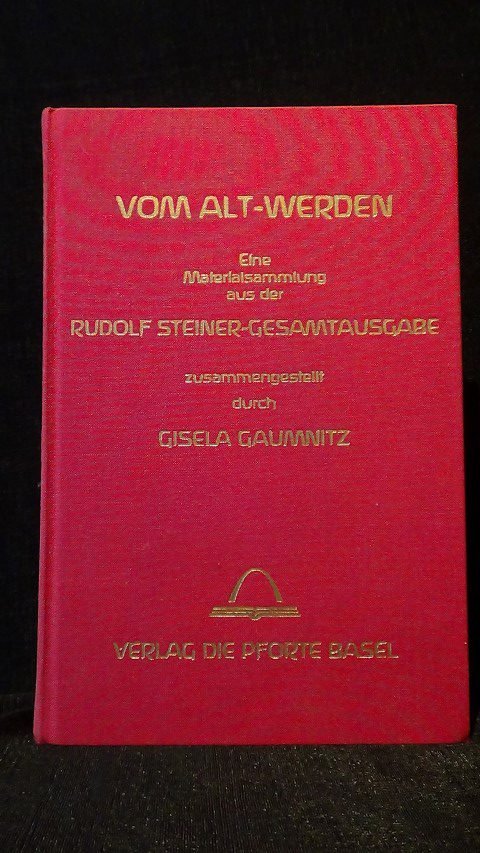 VOM ALT-WERDEN
Eine
Materialsammlung
aus der
RUDOLF STEINER-GESAMTAUSGABE
zusammengestellt
durch
GISELA GAUMNITZ
VERLAG DIE PFORTE BASEL